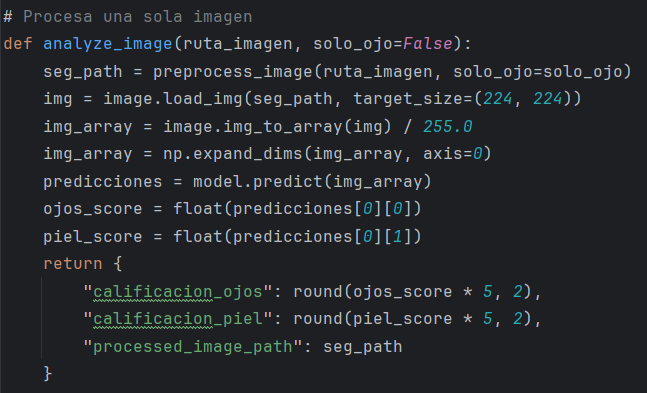 # Procesa una sola imagen
def analyze_image(ruta_imagen, solo_ojo=False):
    seg_path = preprocess_image(ruta_imagen, solo_ojo=solo_ojo)
    img = image.load_img(seg_path, target_size=(224, 224))
    img_array = image.img_to_array(img) / 255.0
    img_array = np.expand_dims(img_array, axis=0)
    predicciones = model.predict(img_array)
    ojos_score = float(predicciones[0][0])
    piel_score = float(predicciones[0][1])
    return {
        "calificacion_ojos": round(ojos_score * 5, 2),
        "calificacion_piel": round(piel_score * 5, 2),
        "processed_image_path": seg_path
    }